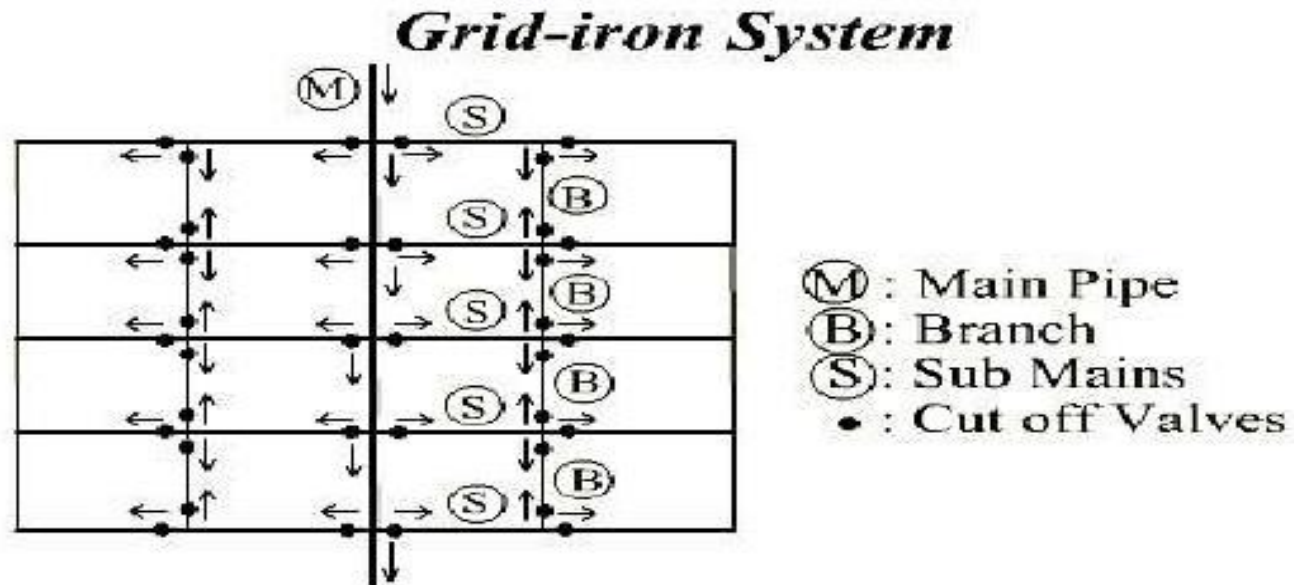 Grid-iron System
M
S
B
S
B
S
B
S
B
S
M : Main Pipe
B : Branch
S : Sub Mains
• : Cut off Valves